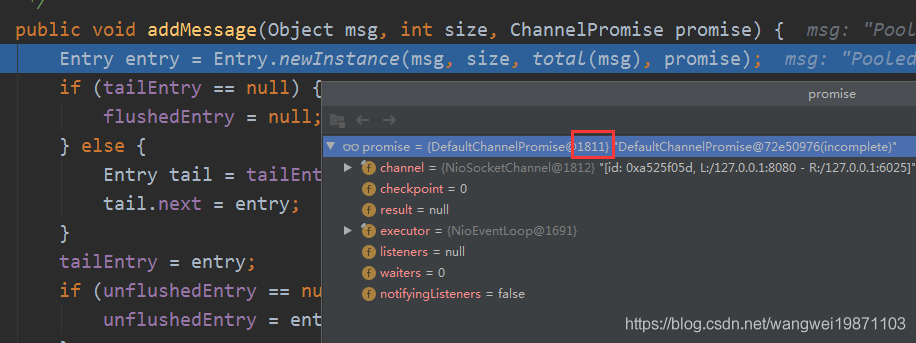 */
public void addMessage(Object msg, int size, ChannelPromise promise) { msg: "Pool
Entry entry = Entry.newInstance(msg, size, total(msg), promise); msg: "Pooled
if (tailEntry == null) {
flushedEntry = null;
} else {
Entry tail = tailEnt
tail.next = entry;
}
tailEntry = entry;
if (unflushedEntry == nu
unflushedEntry = ent
promise
promise = {DefaultChannelPromise@1811} "DefaultChannelPromise@72e50976(incomplete)"
channel = {NioSocketChannel@1812} "[id: 0xa525f05d, L:/127.0.0.1:8080 - R:/127.0.0.1:6025]"
checkpoint = 0
result = null
executor = {NioEventLoop@1691}
listeners = null
waiters = 0
notifyingListeners = false
https://blog.csdn.net/wangwei19871103